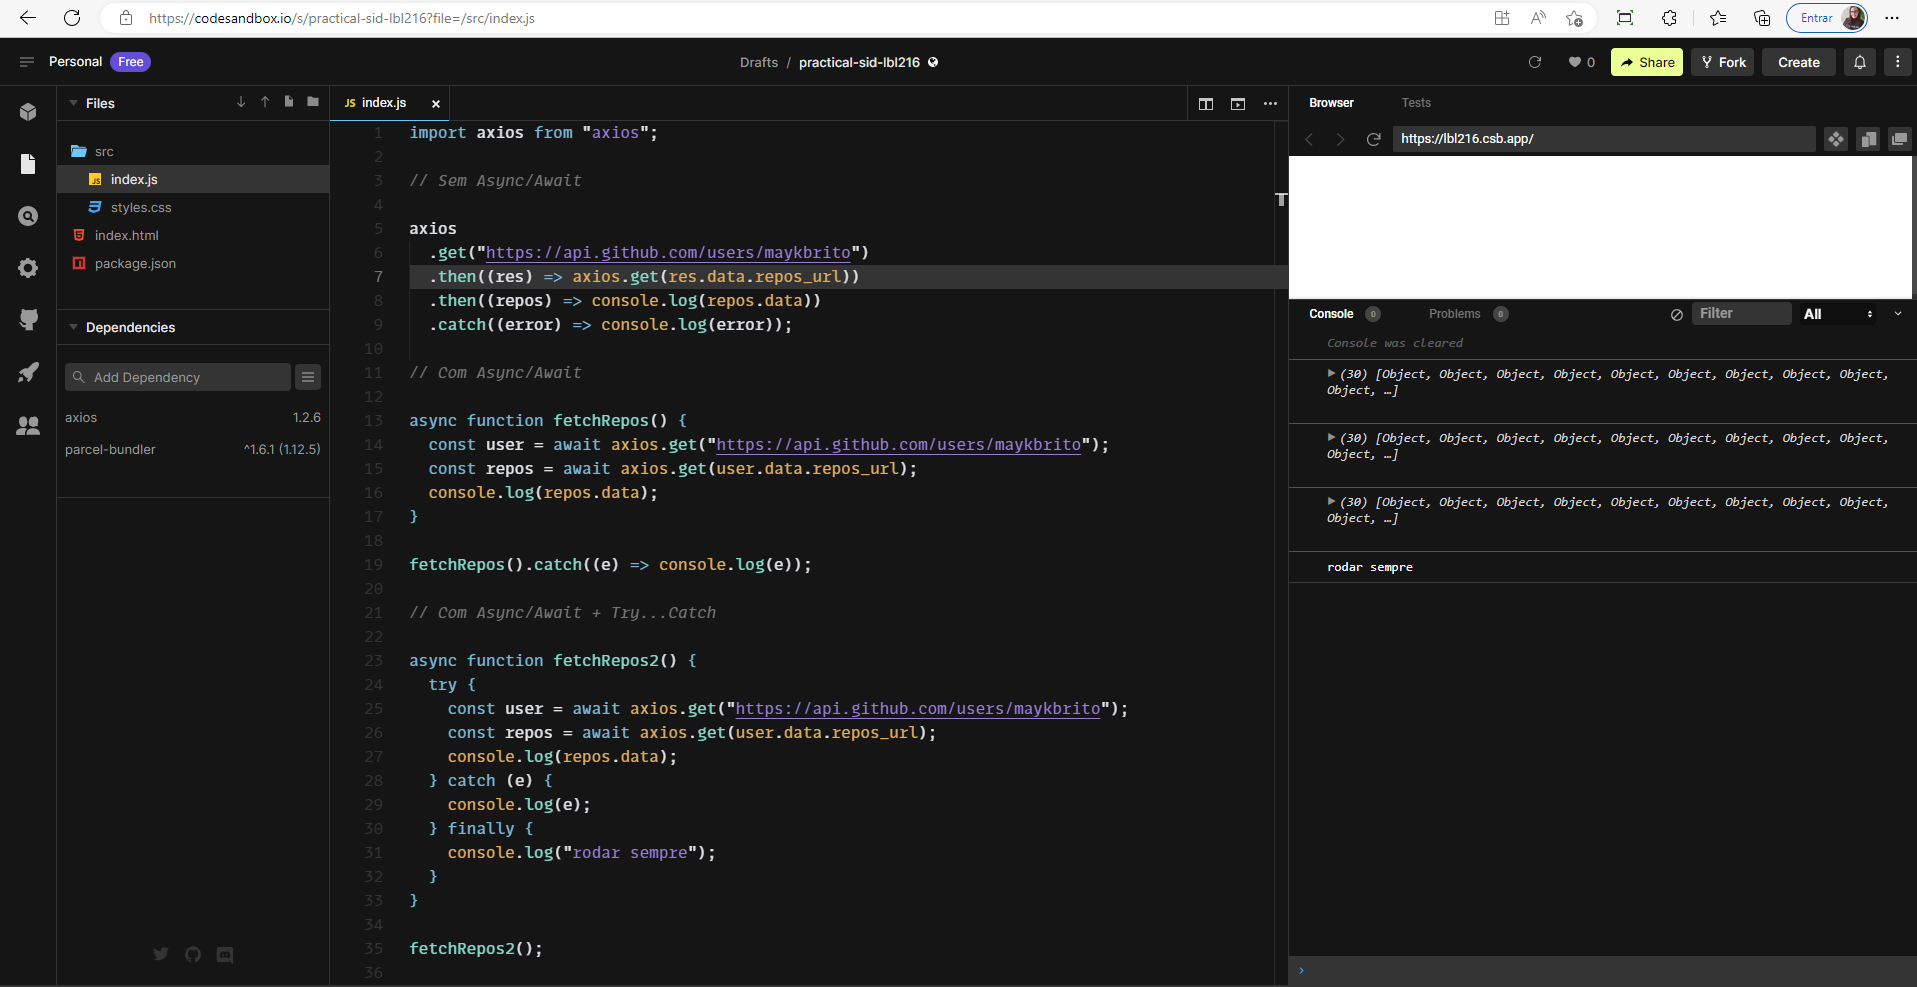 https://codesandbox.io/s/practical-sid-lbl216?file=/src/index.js
Entrar
Personal Free
Drafts / practical-sid-lbl216
0
Share
Fork
Create
Files
src
index.js
styles.css
index.html
package.json
Dependencies
Add Dependency
axios 1.2.6
parcel-bundler ^1.6.1 (1.12.5)
JS index.js
1 import axios from "axios";
2
3 // Sem Async/Await
4
5 axios
6 .get("https://api.github.com/users/maykbrito")
7 .then((res) => axios.get(res.data.repos_url))
8 .then((repos) => console.log(repos.data))
9 .catch((error) => console.log(error));
10
11 // Com Async/Await
12
13 async function fetchRepos() {
14 const user = await axios.get("https://api.github.com/users/maykbrito");
15 const repos = await axios.get(user.data.repos_url);
16 console.log(repos.data);
17 }
18
19 fetchRepos().catch((e) => console.log(e));
20
21 // Com Async/Await + Try...Catch
22
23 async function fetchRepos2() {
24 try {
25 const user = await axios.get("https://api.github.com/users/maykbrito");
26 const repos = await axios.get(user.data.repos_url);
27 console.log(repos.data);
28 } catch (e) {
29 console.log(e);
30 } finally {
31 console.log("rodar sempre");
32 }
33 }
34
35 fetchRepos2();
36
Browser Tests
https://lbl216.csb.app/
Console 0 Problems 0 Filter All
Console was cleared
(30) [Object, Object, Object, Object, Object, Object, Object, Object, Object,
Object, …]
(30) [Object, Object, Object, Object, Object, Object, Object, Object, Object,
Object, …]
(30) [Object, Object, Object, Object, Object, Object, Object, Object, Object,
Object, …]
rodar sempre